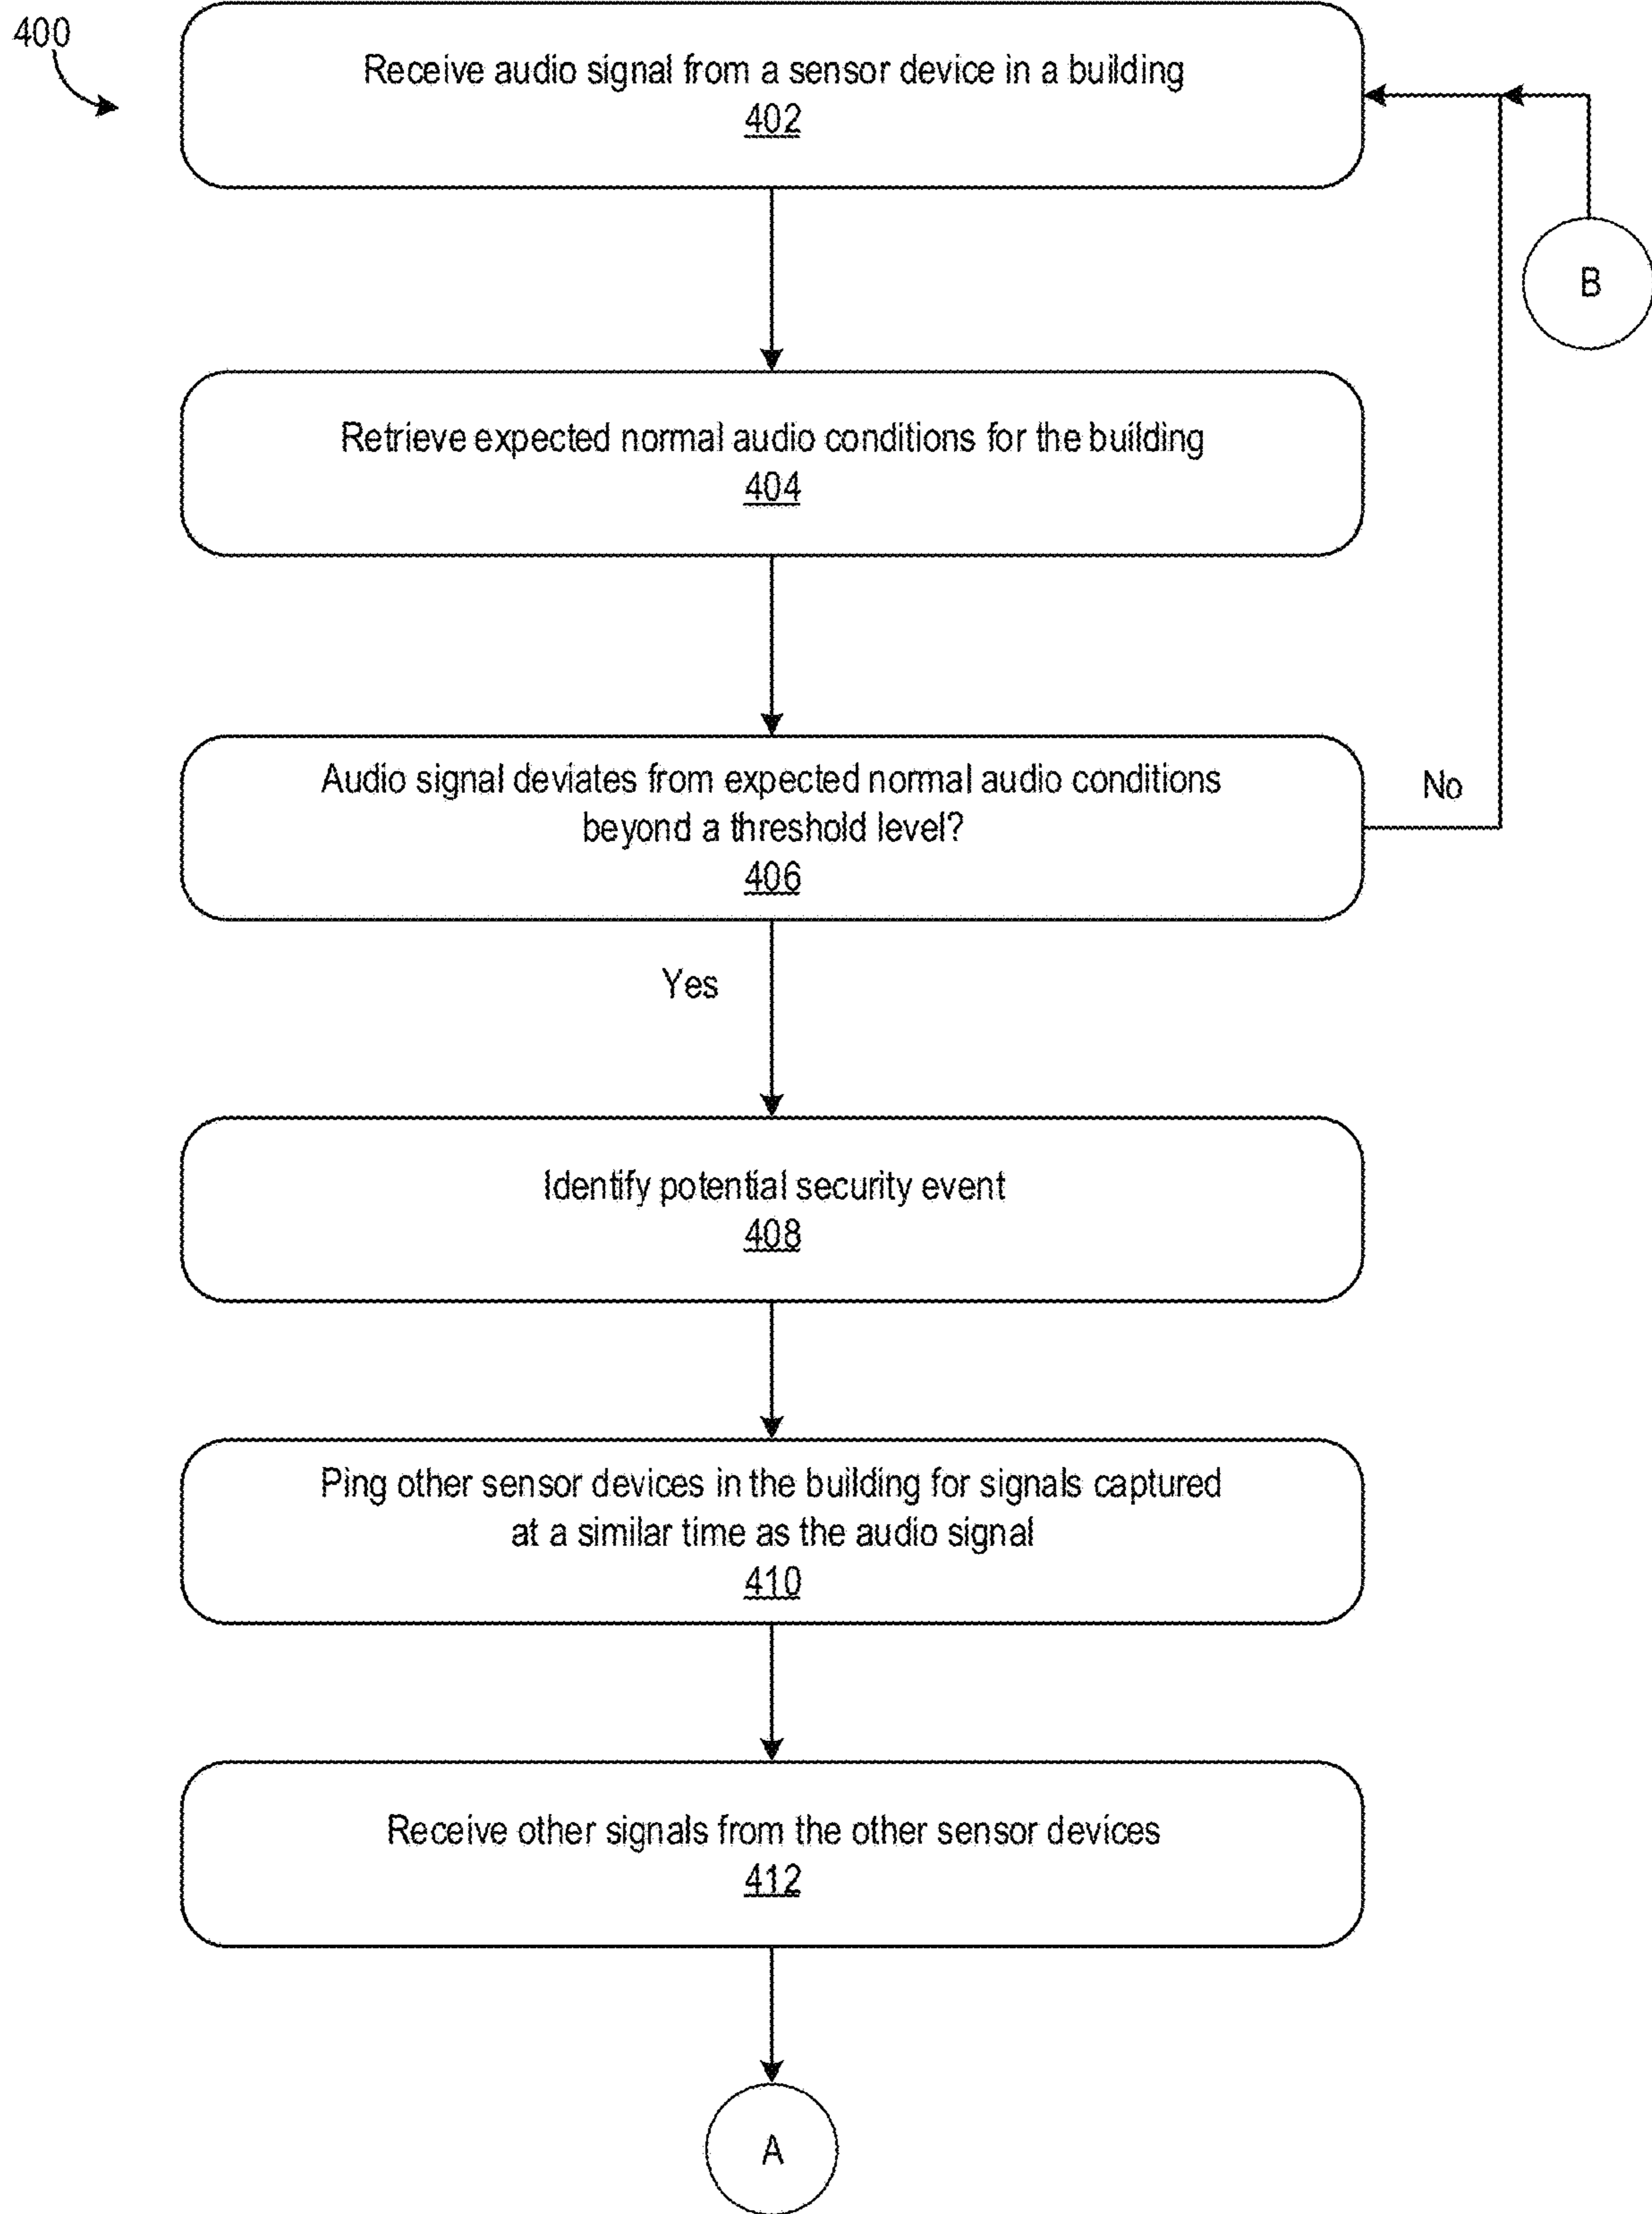 400
Receive audio signal from a sensor device in a building
402
B
Retrieve expected normal audio conditions for the building
404
Audio signal deviates from expected normal audio conditions
beyond a threshold level?
406
No
Yes
Identify potential security event
408
Ping other sensor devices in the building for signals captured
at a similar time as the audio signal
410
Receive other signals from the other sensor devices
412
A